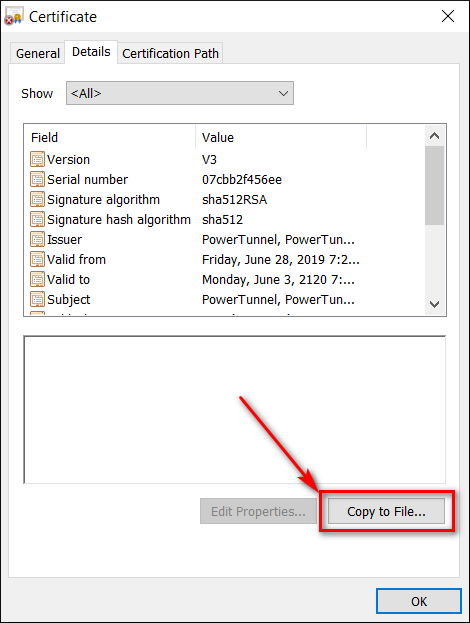 Certificate
General Details Certification Path
Show <All>
Field Value
Version V3
Serial number 07cbb2f456ee
Signature algorithm sha512RSA
Signature hash algorithm sha512
Issuer PowerTunnel, PowerTun...
Valid from Friday, June 28, 2019 7:2...
Valid to Monday, June 3, 2120 7:...
Subject PowerTunnel, PowerTun...
Edit Properties... Copy to File...
OK